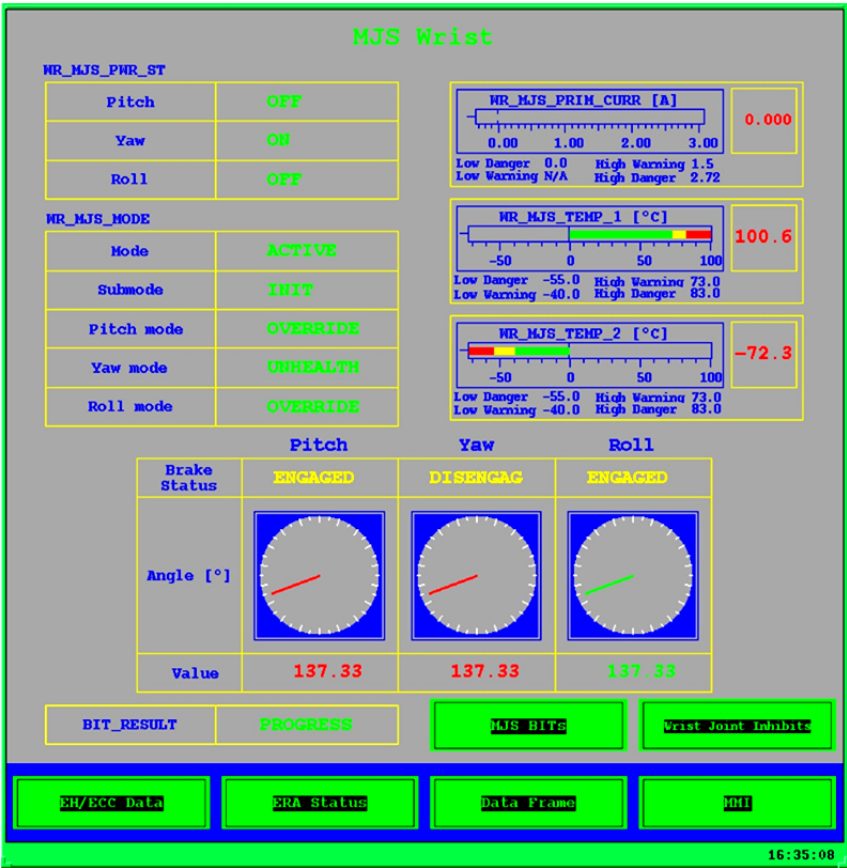 MJS Wrist
WR_MJS_PWR_ST
Pitch OFF
Yaw ON
Roll OFF
WR_MJS_MODE
Mode ACTIVE
Submode INIT
Pitch mode OVERRIDE
Yaw mode UNHEALTH
Roll mode OVERRIDE
WR_MJS_PRIM_CURR [A]
0.000
0.00 1.00 2.00 3.00
Low Danger 0.0 High Warning 1.5
Low Warning N/A High Danger 2.72
WR_MJS_TEMP_1 [°C]
100.6
-50 0 50 100
Low Danger -55.0 High Warning 73.0
Low Warning -40.0 High Danger 83.0
WR_MJS_TEMP_2 [°C]
-72.3
-50 0 50 100
Low Danger -55.0 High Warning 73.0
Low Warning -40.0 High Danger 83.0
Pitch Yaw Roll
Brake Status ENGAGED DISENGAG ENGAGED
Angle [°]
Value 137.33 137.33 137.33
BIT_RESULT PROGRESS
MJS BITs
Wrist Joint Inhibits
EH/ECC Data
ERA Status
Data Frame
MMI
16:35:08